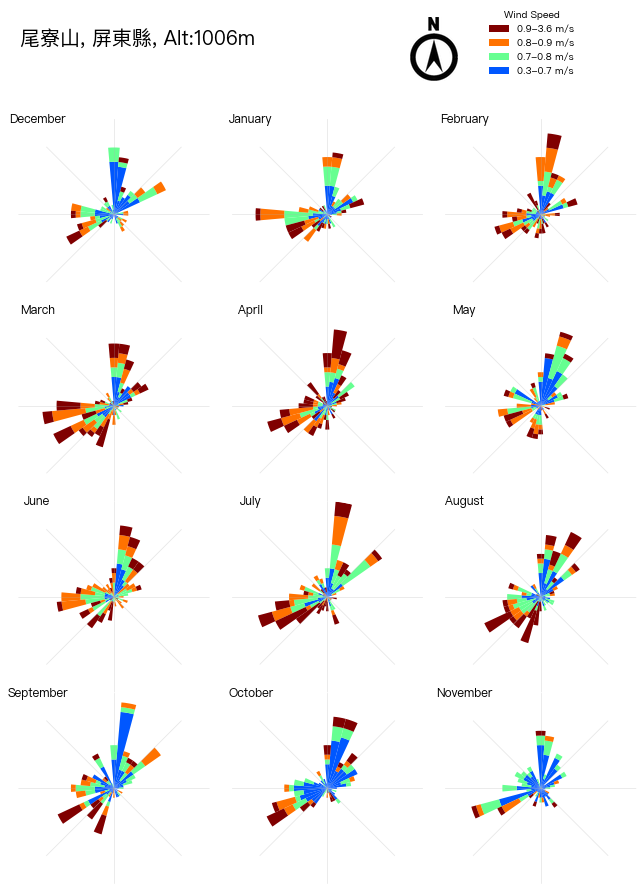 尾寮山, 屏東縣, Alt:1006m
N
Wind Speed
0.9–3.6 m/s
0.8–0.9 m/s
0.7–0.8 m/s
0.3–0.7 m/s
December
January
February
March
April
May
June
July
August
September
October
November